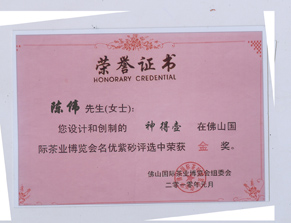 荣誉证书
HONORARY CREDENTIAL
陈伟 先生(女士):
您设计和创制的 神得壶 在佛山国
际茶业博览会名优紫砂评选中荣获 金 奖。
佛山国际茶业博览会组委会
二零一零年元月